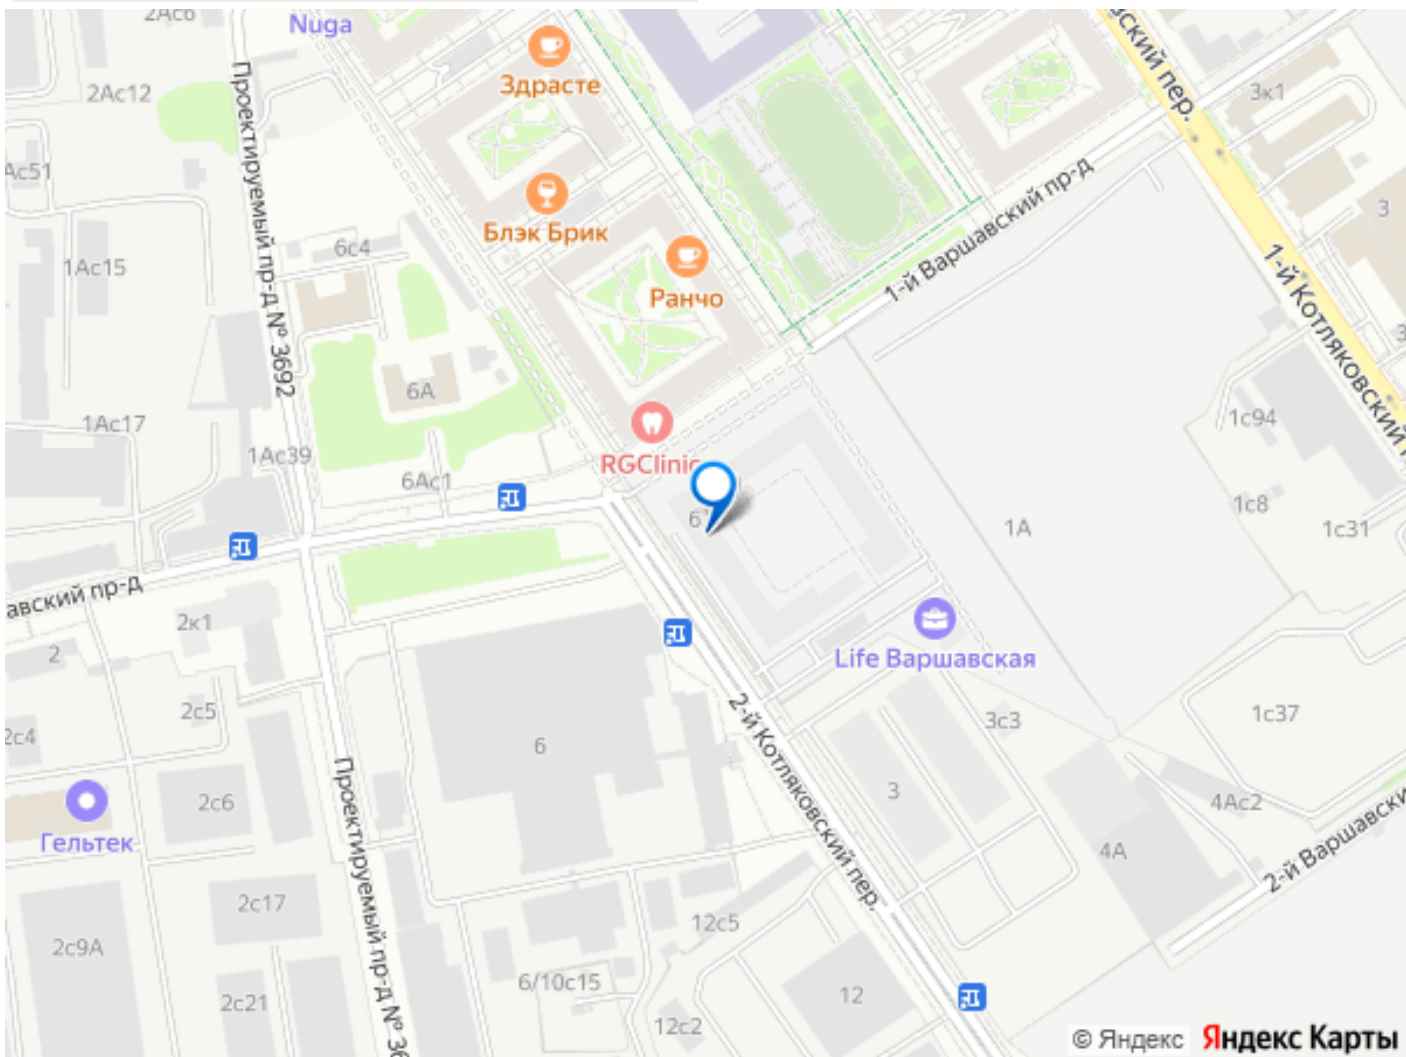 2Ас6
Nuga
Здрасте
2Ас12
Проектируемый пр-д № 3692
ский пер.
3к1
Ас51
Блэк Брик
6с4
1Ас15
Ранчо
1-й Варшавский пр-д
3
1-й Котляковский п
6А
1Ас17
1Ас39
6Ас1
RGClinic
1с94
1с8
1с31
1А
авский пр-д
2к1
2
Life Варшавская
2с5
2с4
6
2-й Котляковский пер.
3с3
1с37
3
Проектируемый пр-д № 36
2с6
Гельтек
4Ас2
4А
2-й Варшавски
2с17
12с5
2с9А
6/10с15
2с21
12
12с2
© Яндекс Яндекс Карты